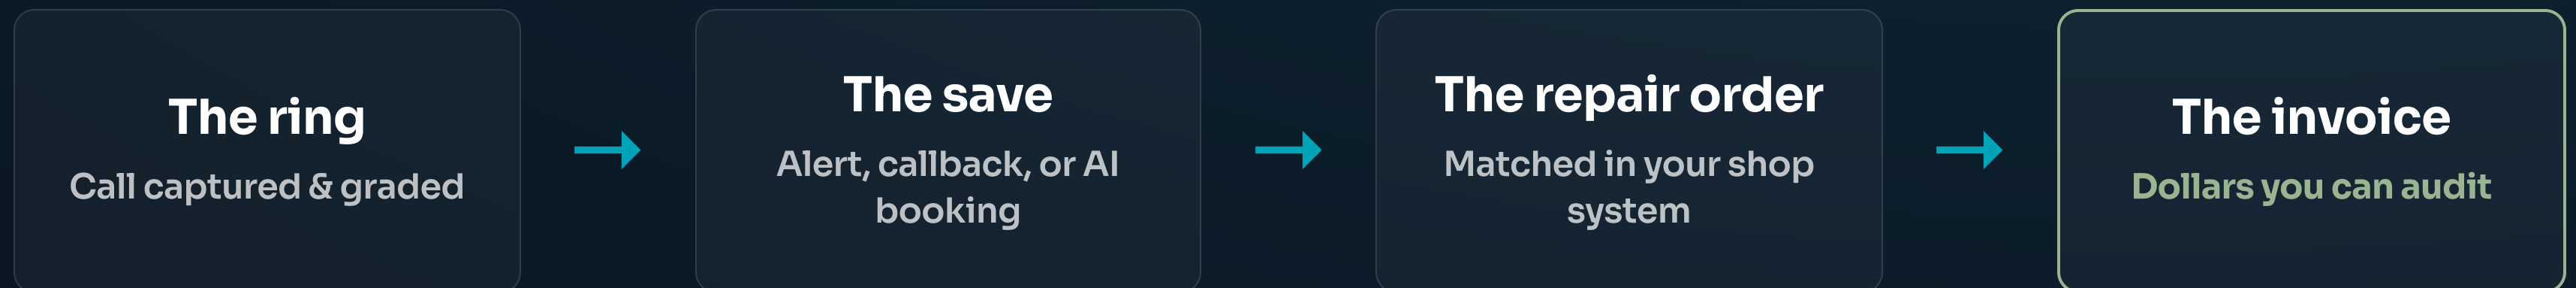 The ring
Call captured & graded
The save
Alert, callback, or AI
booking
The repair order
Matched in your shop
system
The invoice
Dollars you can audit